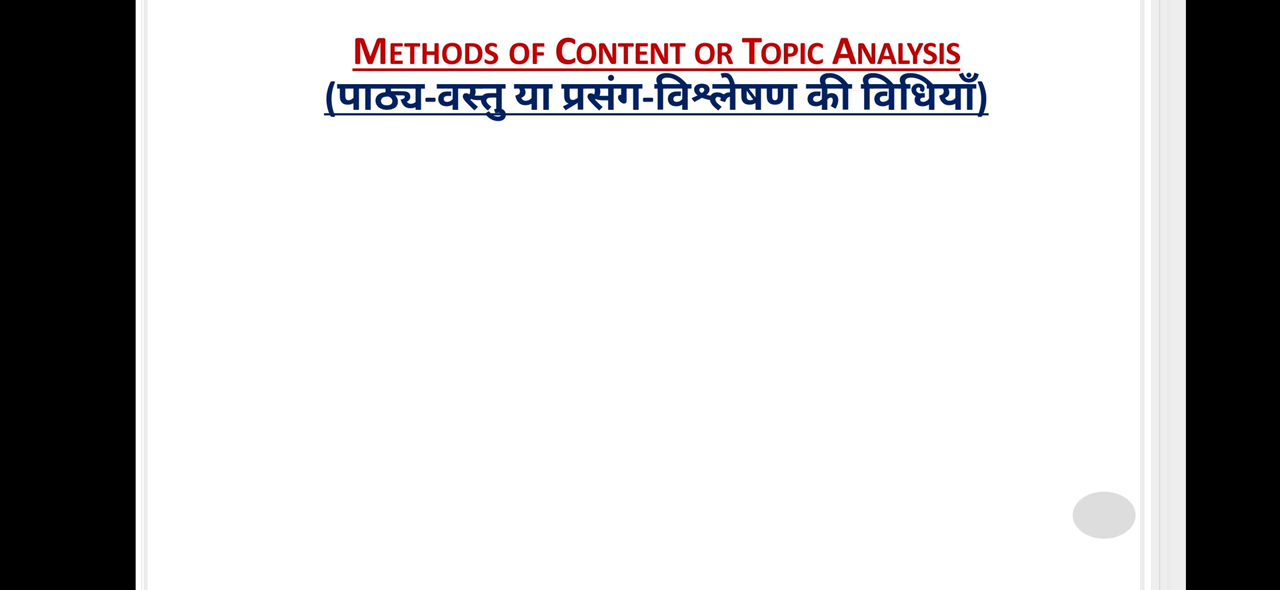 METHODS OF CONTENT OR TOPIC ANALYSIS
(पाठ्य-वस्तु या प्रसंग-विश्लेषण की विधियाँ)